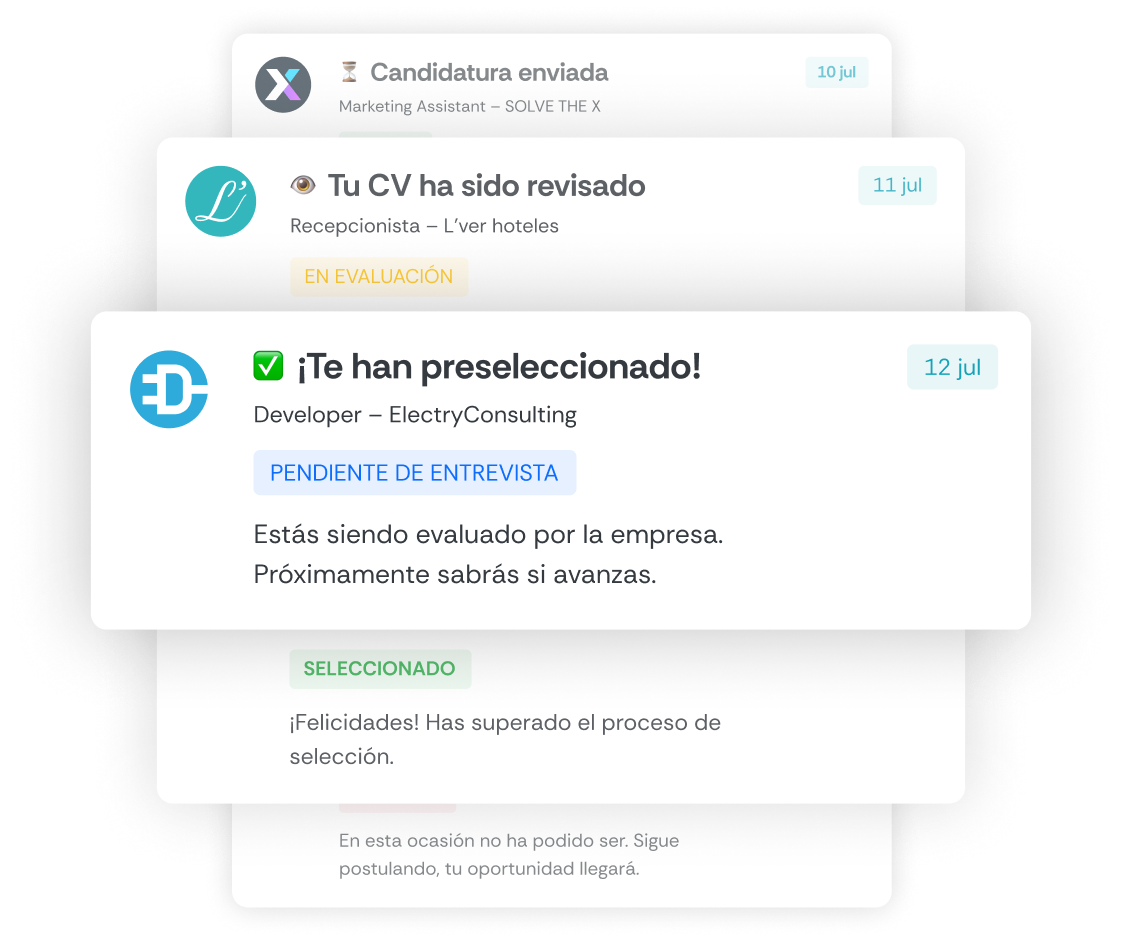 Candidatura enviada
10 jul
Marketing Assistant – SOLVE THE X
L'
Tu CV ha sido revisado
11 jul
Recepcionista – L'ver hoteles
EN EVALUACIÓN
¡Te han preseleccionado!
12 jul
Developer – ElectryConsulting
PENDIENTE DE ENTREVISTA
Estás siendo evaluado por la empresa.
Próximamente sabrás si avanzas.
SELECCIONADO
¡Felicidades! Has superado el proceso de
selección.
En esta ocasión no ha podido ser. Sigue
postulando, tu oportunidad llegará.